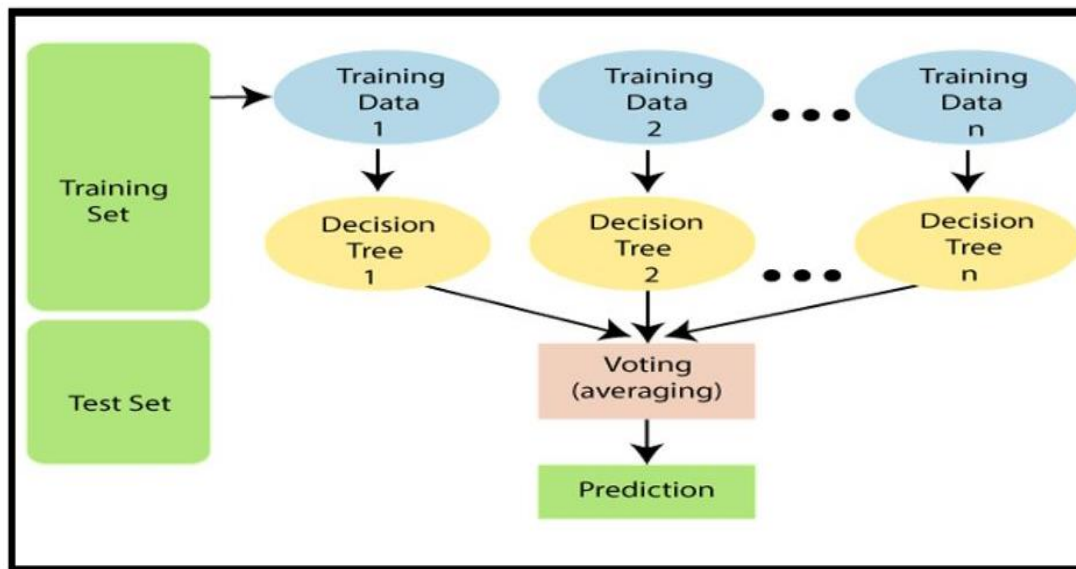 Training
Set
Test Set
Training
Data
1
Training
Data
2
Training
Data
n
Decision
Tree
1
Decision
Tree
2
Decision
Tree
n
Voting
(averaging)
Prediction